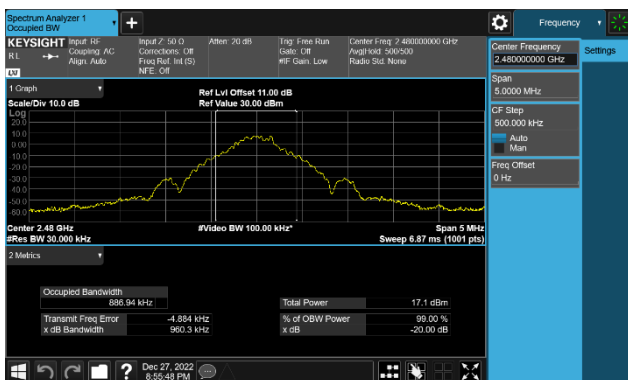 Spectrum Analyzer 1
Occupied BW
+
Frequency
KEYSIGHT
Input: RF
Coupling: AC
Align: Auto
Input Z: 50 Ω
Corrections: Off
Freq Ref: Int (S)
NFE: Off
Atten: 20 dB
Trig: Free Run
Gate: Off
#IF Gain: Low
Center Freq: 2.480000000 GHz
Avg|Hold: 500/500
Radio Std: None
R L
LXI
Center Frequency
2.480000000 GHz
Settings
Span
5.0000 MHz
CF Step
500.000 kHz
Auto
Man
Freq Offset
0 Hz
1 Graph
Scale/Div 10.0 dB
Ref Lvl Offset 11.00 dB
Ref Value 30.00 dBm
Log
20.0
10.0
0.00
-10.0
-20.0
-30.0
-40.0
-50.0
-60.0
Center 2.48 GHz
#Res BW 30.000 kHz
#Video BW 100.00 kHz*
Span 5 MHz
Sweep 6.87 ms (1001 pts)
2 Metrics
Occupied Bandwidth
886.94 kHz
Total Power 17.1 dBm
Transmit Freq Error -4.884 kHz
% of OBW Power 99.00 %
x dB Bandwidth 960.3 kHz
x dB -20.00 dB
?
Dec 27, 2022
8:55:48 PM